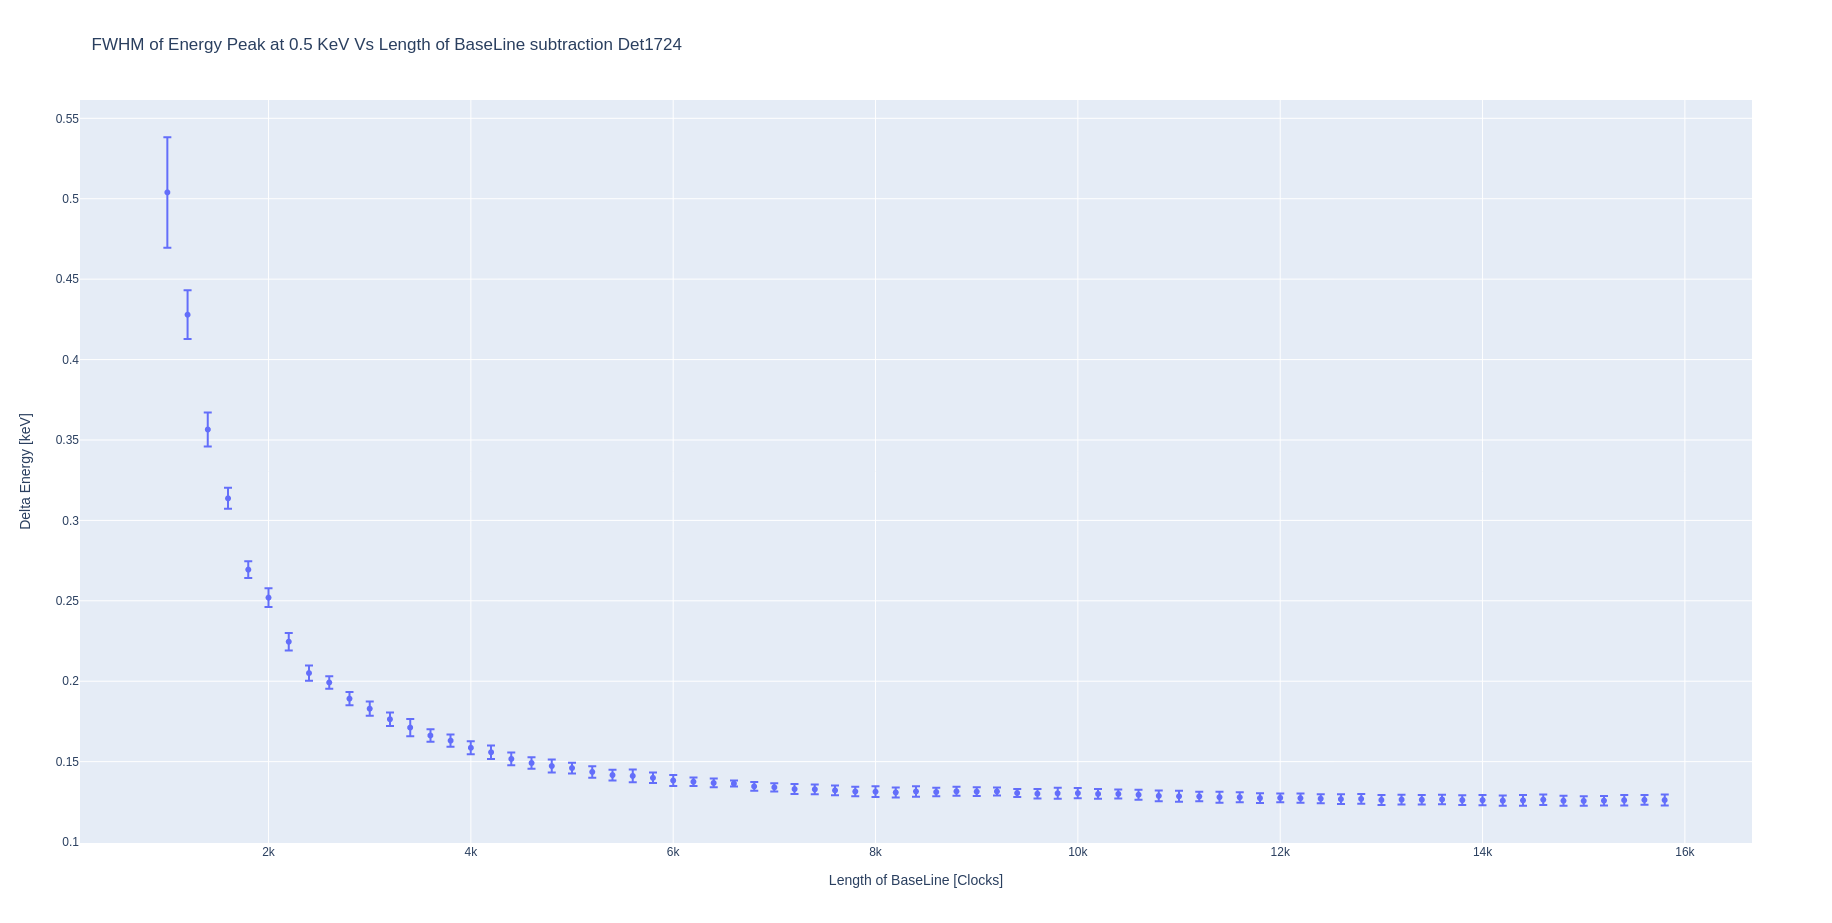 FWHM of Energy Peak at 0.5 KeV Vs Length of BaseLine subtraction Det1724
0.55
0.5
0.45
0.4
0.35
0.3
0.25
0.2
0.15
0.1
Delta Energy [keV]
2k 4k 6k 8k 10k 12k 14k 16k
Length of BaseLine [Clocks]